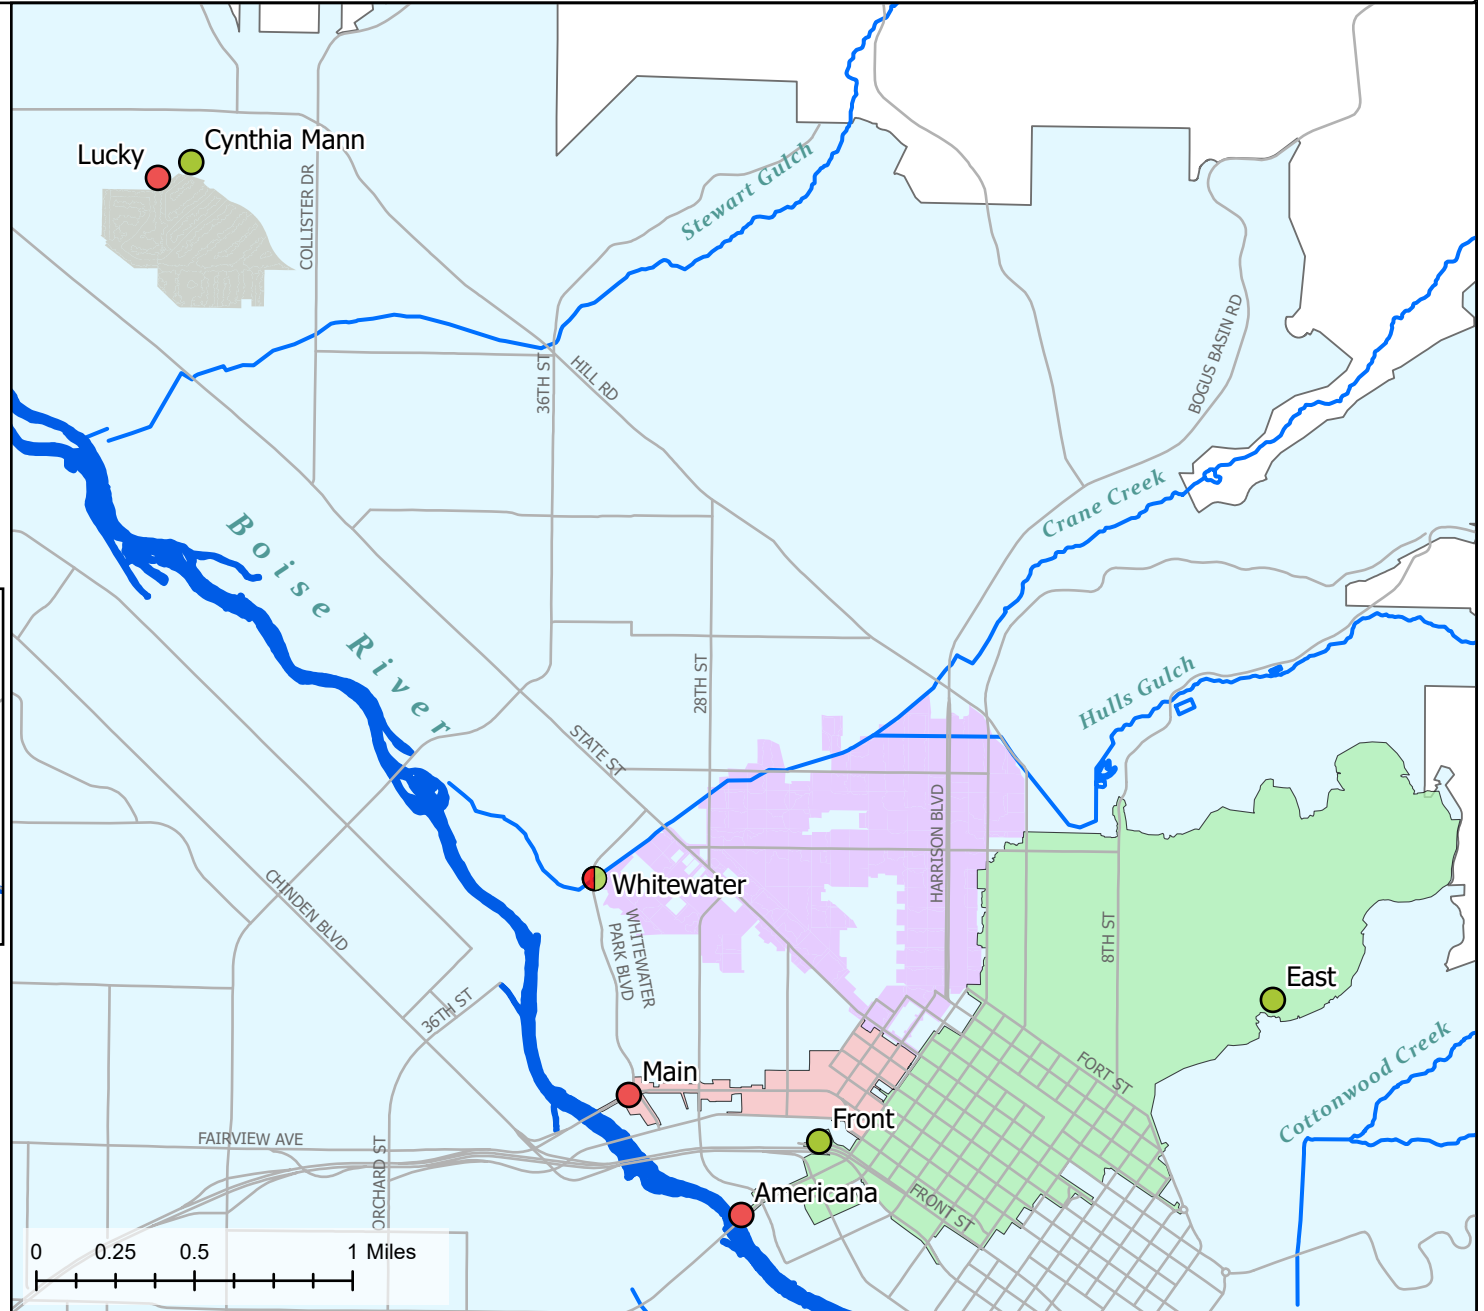 Lucky
Cynthia Mann
COLLISTER DR
Stewart Gulch
36TH ST
HILL RD
BOGUS BASIN RD
Crane Creek
Boise River
Hulls Gulch
28TH ST
STATE ST
HARRISON BLVD
Whitewater
WHITEWATER
PARK BLVD
CHINDEN BLVD
8TH ST
East
36TH ST
Cottonwood Creek
FORT ST
Main
Front
FAIRVIEW AVE
ORCHARD ST
Americana
FRONT ST
0 0.25 0.5 1 Miles